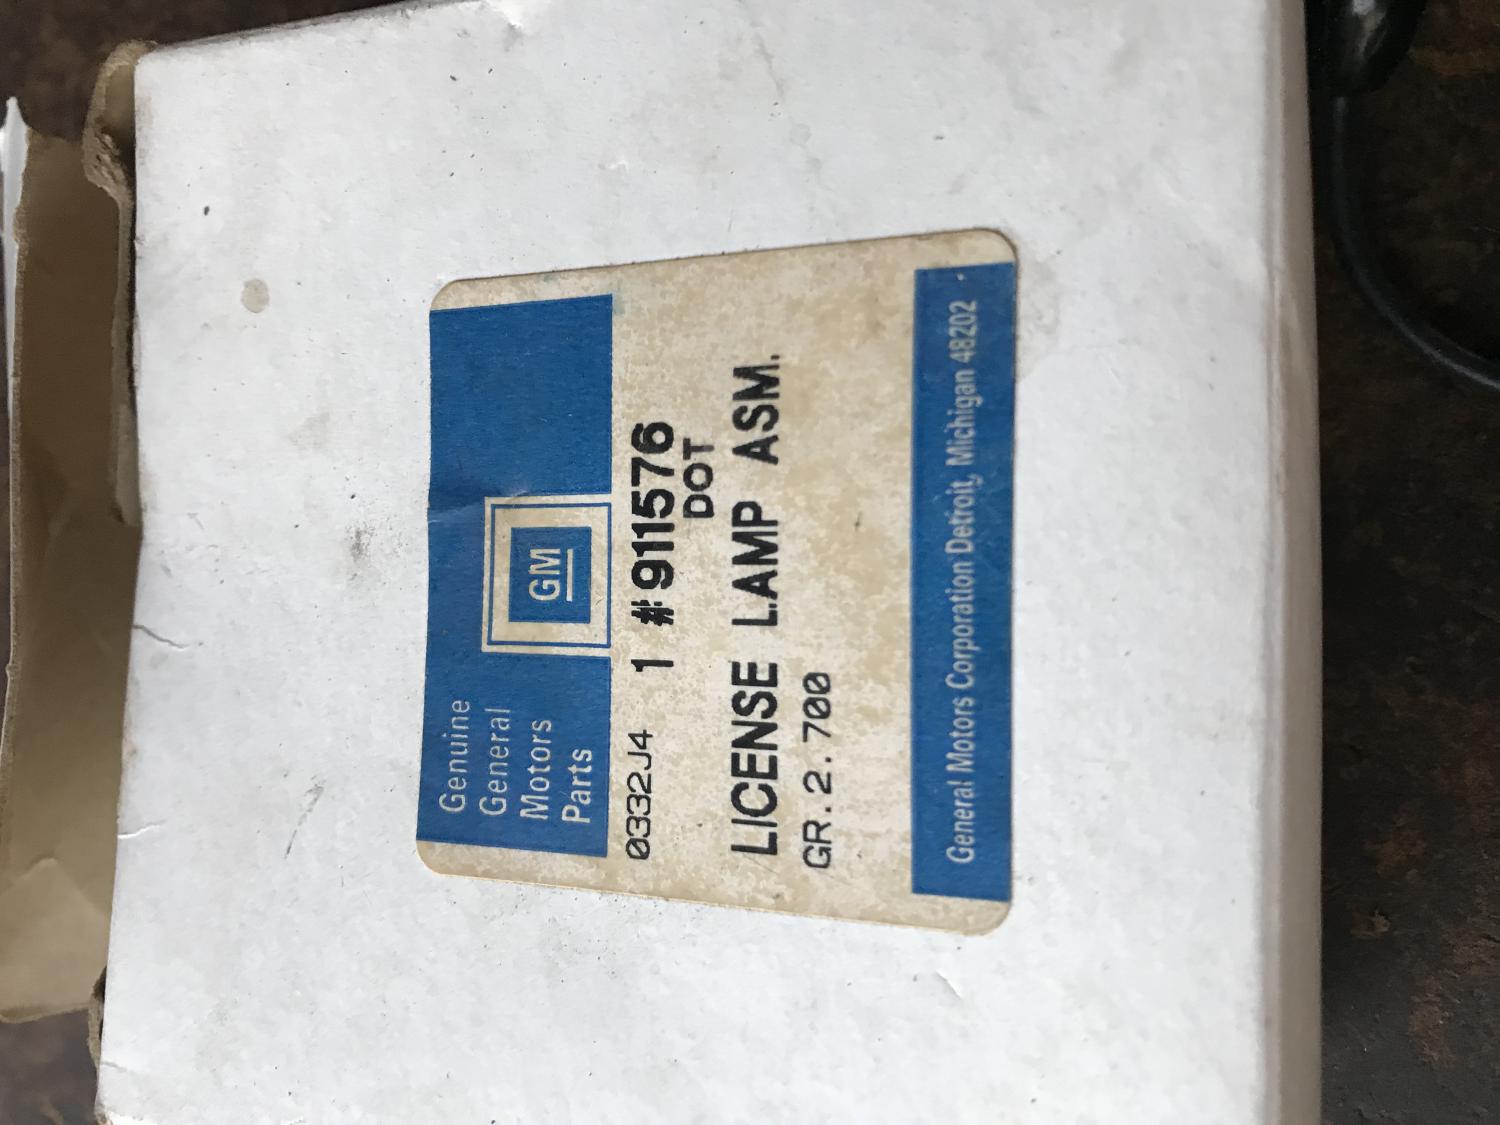 Genuine
General
Motors
Parts
GM
0332J4 1 #911576
DOT
LICENSE LAMP ASM.
GR.2.700
General Motors Corporation Detroit, Michigan 48202